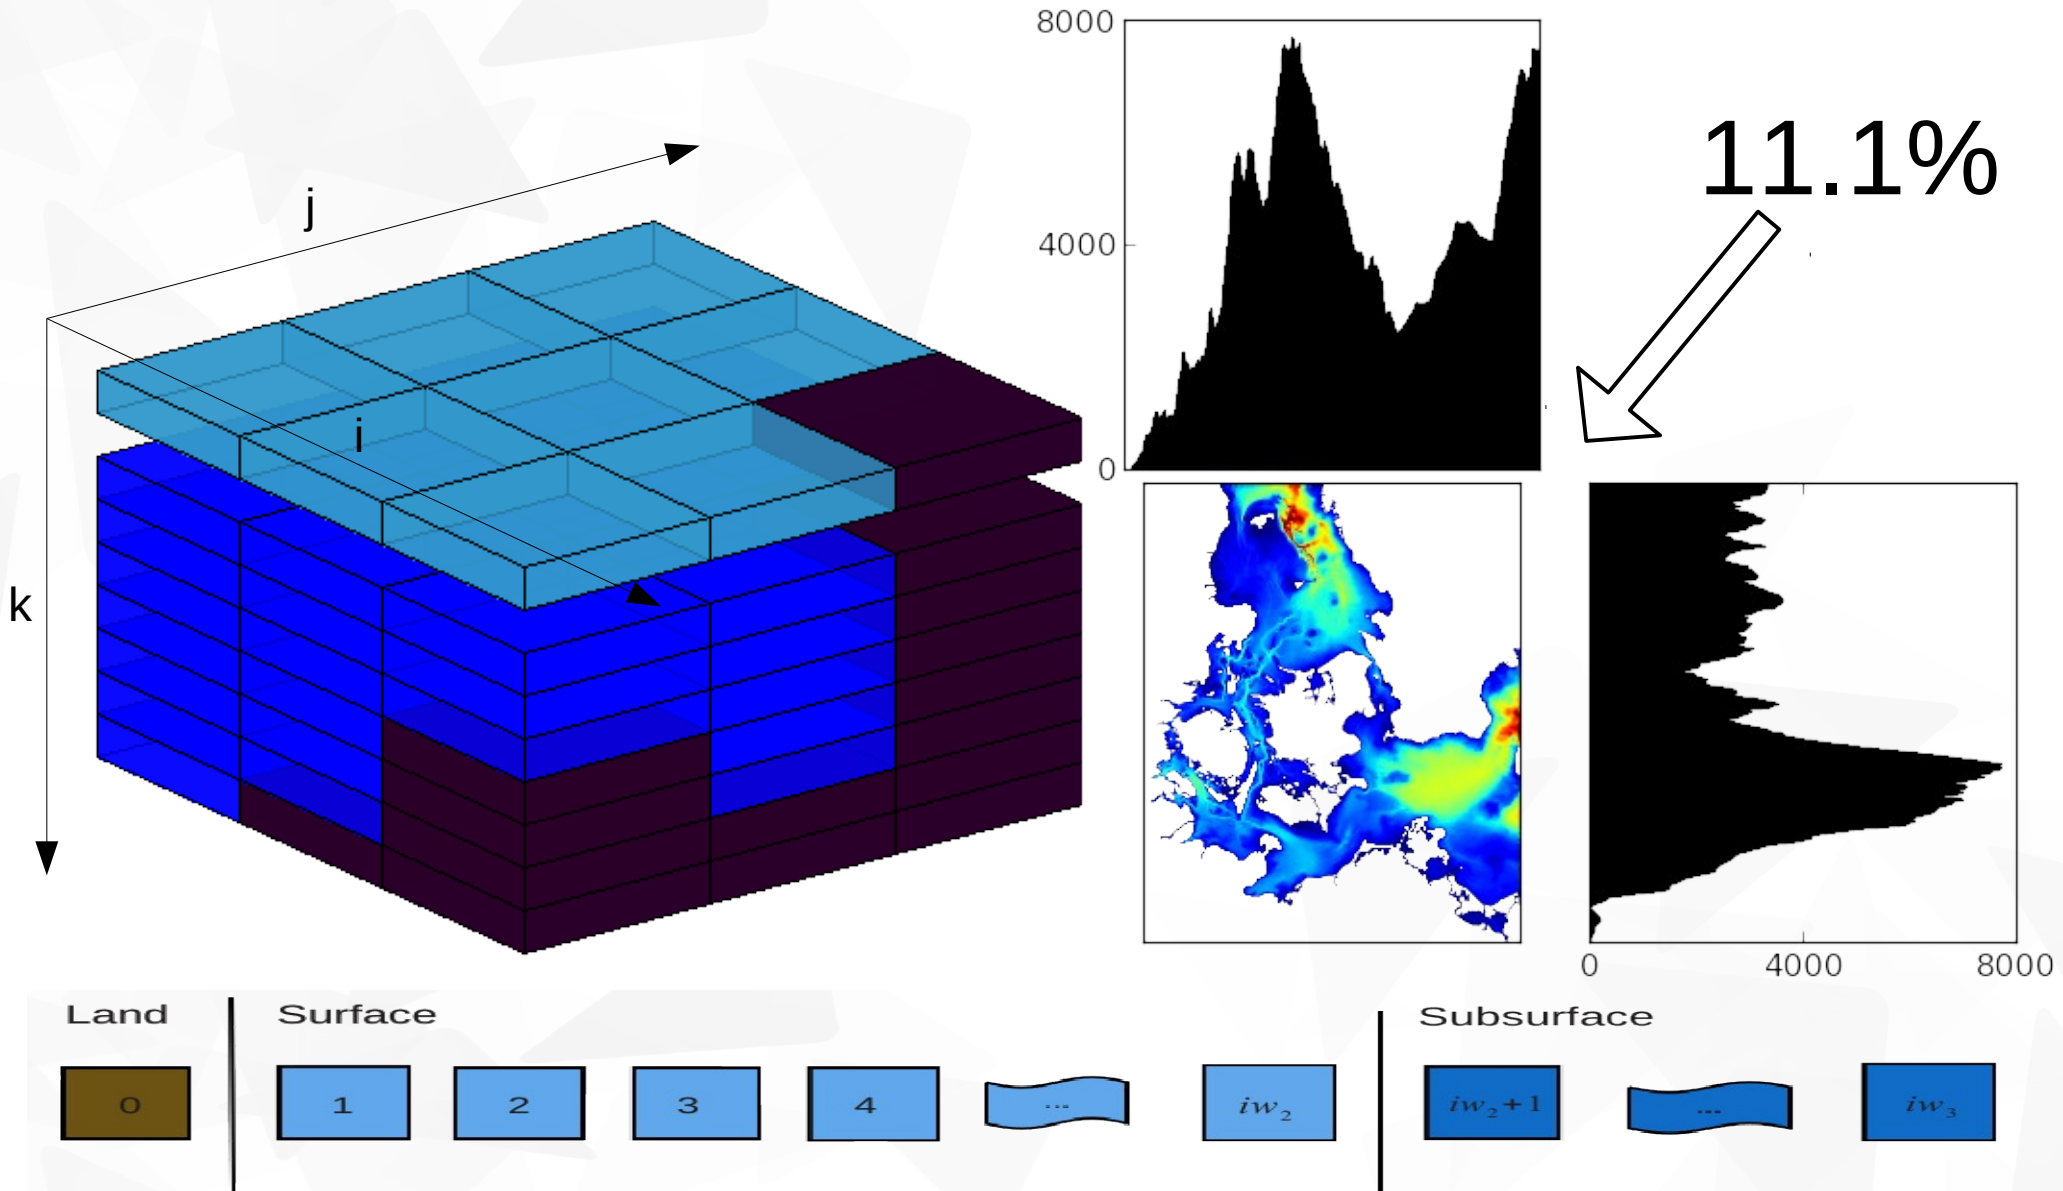 j
i
k
8000
4000
0
11.1%
0
4000
8000
Land
Surface
Subsurface
0
1
2
3
4
...
iw₂
iw₂+1
...
iw₃